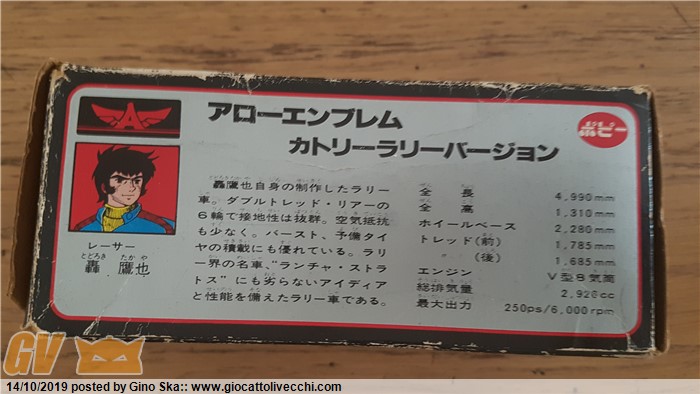 A
アローエンブレム
カトリーラリーバージョン
ポピー
レーサー
とどろき たか や
轟 鷹也
轟鷹也自身の制作したラリー
車。ダブルトレッド・リアーの
6輪で接地性は抜群。空気抵抗
も少なく。バースト、予備タイ
ヤの積載にも優れている。ラリ
ー界の名車、“ランチャ・ストラ
トス”にも劣らないアイディア
と性能を備えたラリー車である。
全長 4,990mm
全高 1,310mm
ホイールベース 2,280mm
トレッド(前) 1,785mm
(後) 1,685mm
エンジン V型8気筒
総排気量 2,926cc
最大出力 250ps/6,000rpm
GV
14/10/2019 posted by Gino Ska:: www.giocattolivecchi.com